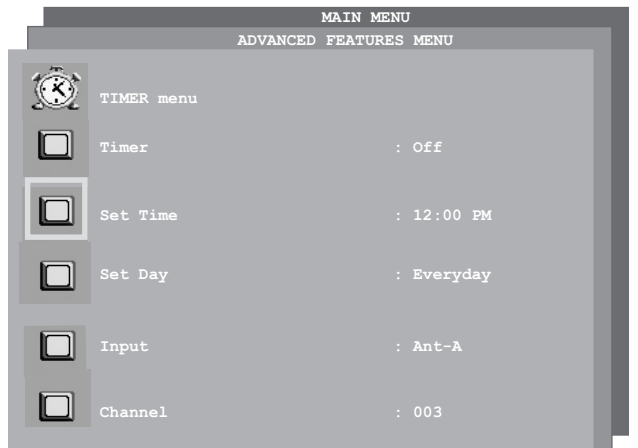 MAIN MENU
ADVANCED FEATURES MENU
TIMER menu
Timer : Off
Set Time : 12:00 PM
Set Day : Everyday
Input : Ant-A
Channel : 003